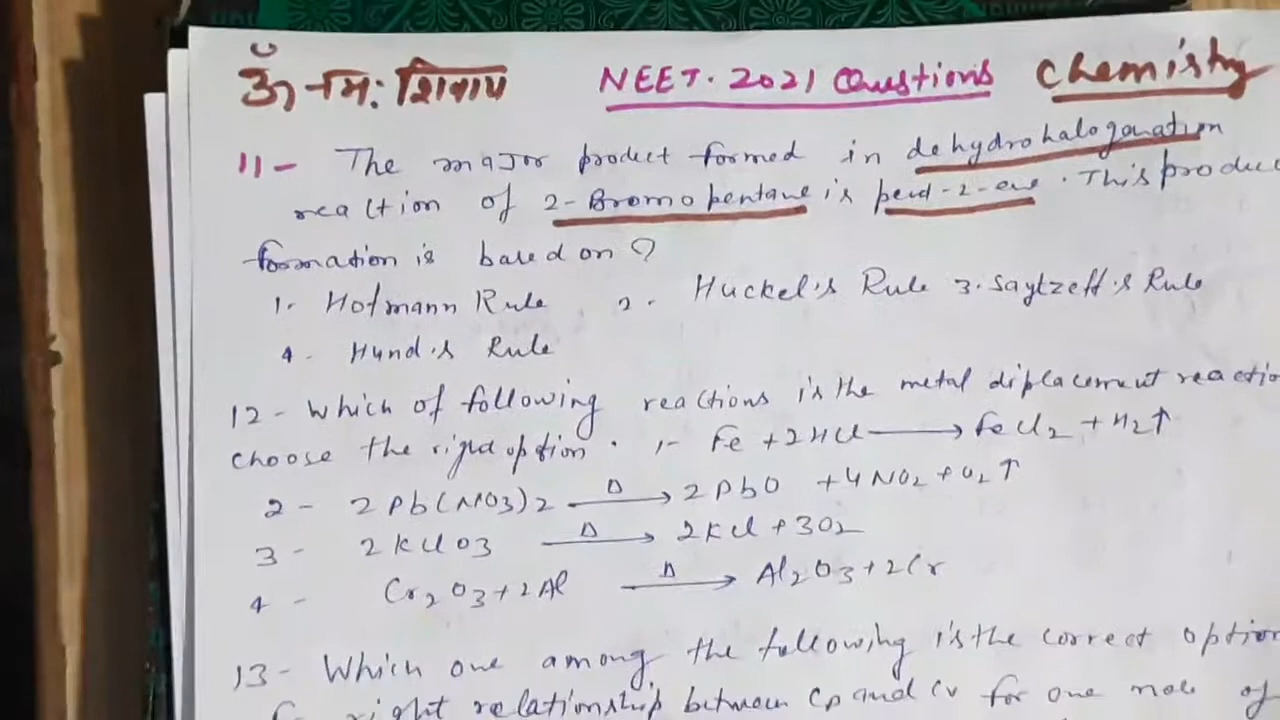 ॐ नमः शिवाय NEET. 2021 Questions Chemistry
11- The major product formed in dehydrohalogenation
reaction of 2-Bromopentane is pent-2-ene. This produc
formation is based on ?
1. Hofmann Rule 2. Huckel's Rule 3. Saytzeff's Rule
4. Hund's Rule
12- Which of following reactions is the metal diplacement reactio
choose the right option. 1- Fe + 2HCl → FeCl2 + H2↑
2- 2Pb(NO3)2 Δ→ 2PbO + 4NO2 + O2↑
3- 2KClO3 Δ→ 2KCl + 3O2
4- Cr2O3 + 2Al Δ→ Al2O3 + 2Cr
13- Which one among the following is the correct option
right relationship between Cp and Cv for one mole of